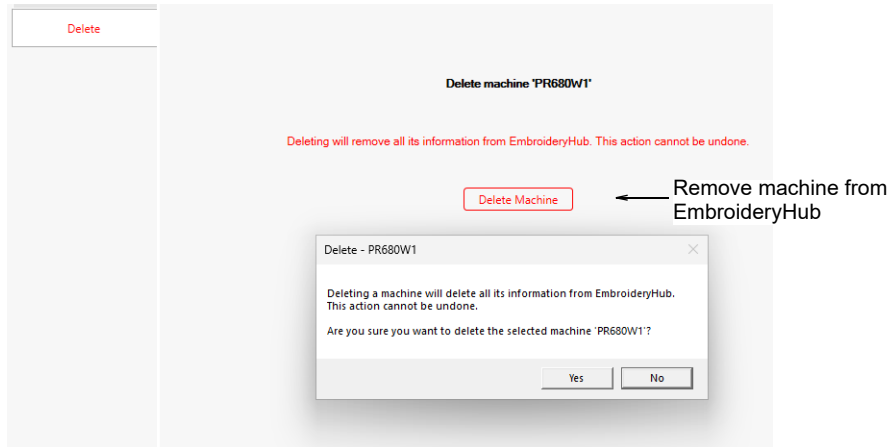 Delete
Delete machine 'PR680W1'
Deleting will remove all its information from EmbroideryHub. This action cannot be undone.
Delete Machine
Remove machine from
EmbroideryHub
Delete - PR680W1
Deleting a machine will delete all its information from EmbroideryHub.
This action cannot be undone.
Are you sure you want to delete the selected machine 'PR680W1'?
Yes
No